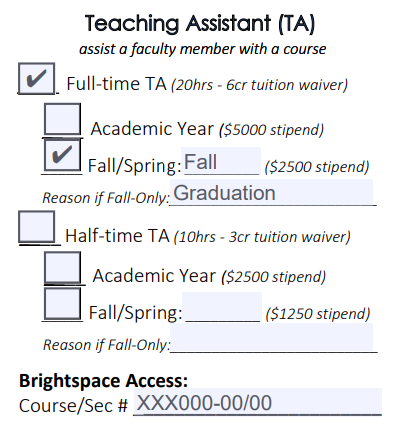 Teaching Assistant (TA)
assist a faculty member with a course
✔ Full-time TA (20hrs - 6cr tuition waiver)
Academic Year ($5000 stipend)
✔ Fall/Spring: Fall ($2500 stipend)
Reason if Fall-Only: Graduation
Half-time TA (10hrs - 3cr tuition waiver)
Academic Year ($2500 stipend)
Fall/Spring: ________ ($1250 stipend)
Reason if Fall-Only:________________
Brightspace Access:
Course/Sec # XXX000-00/00